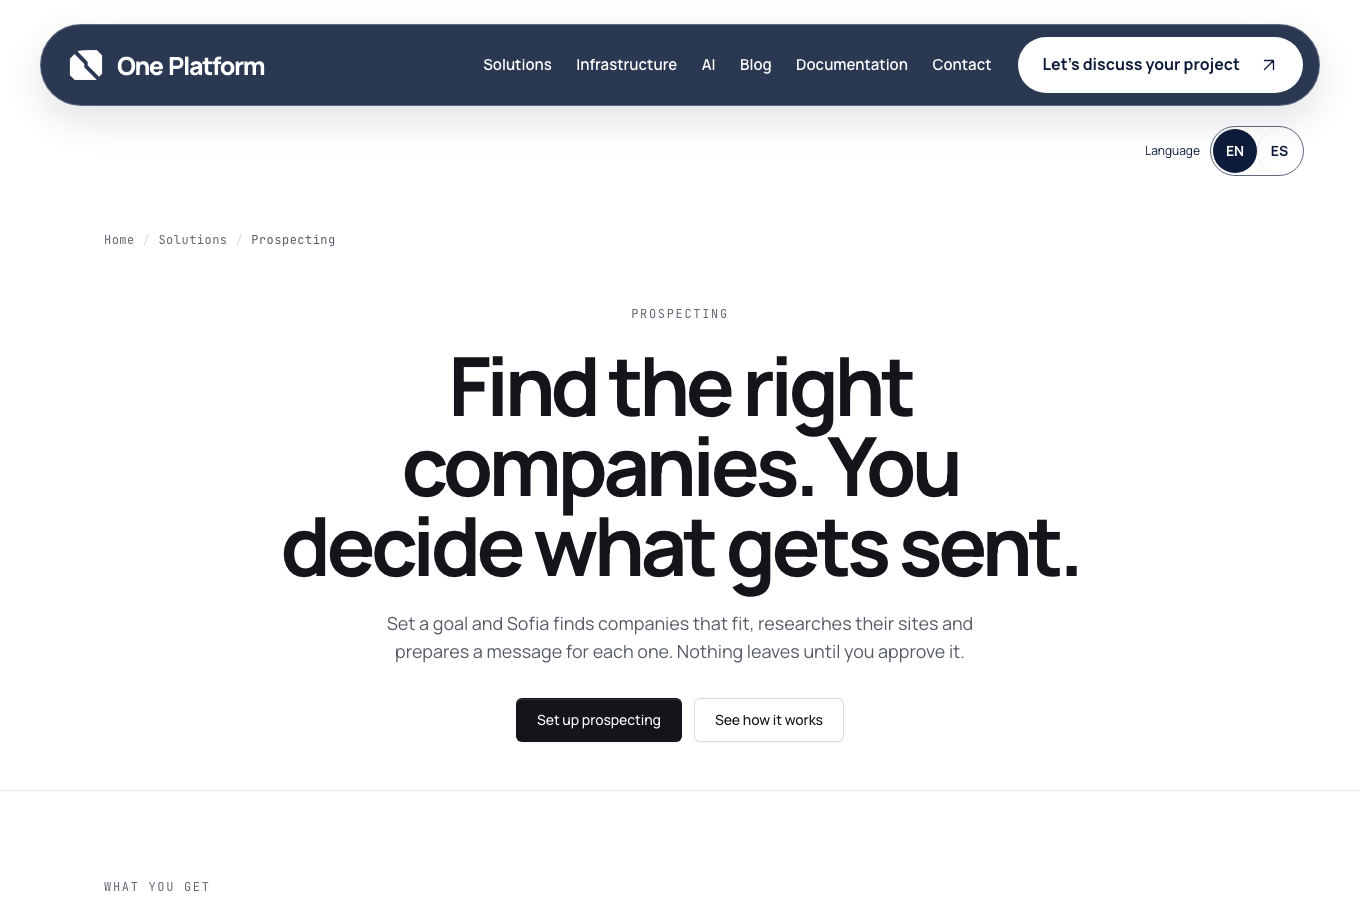 One Platform
Solutions
Infrastructure
AI
Blog
Documentation
Contact
Let's discuss your project
Language
EN
ES
Home / Solutions / Prospecting
PROSPECTING
Find the right
companies. You
decide what gets sent.
Set a goal and Sofia finds companies that fit, researches their sites and
prepares a message for each one. Nothing leaves until you approve it.
Set up prospecting
See how it works
WHAT YOU GET